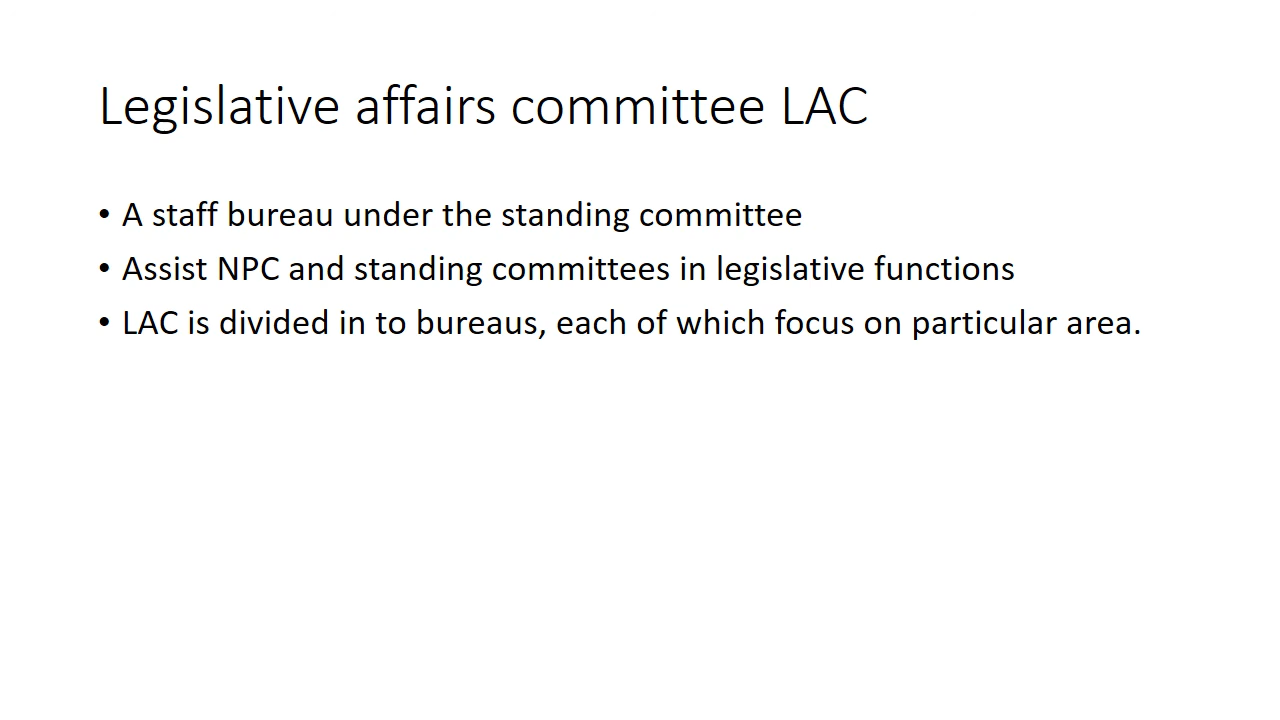 Legislative affairs committee LAC
• A staff bureau under the standing committee
• Assist NPC and standing committees in legislative functions
• LAC is divided in to bureaus, each of which focus on particular area.